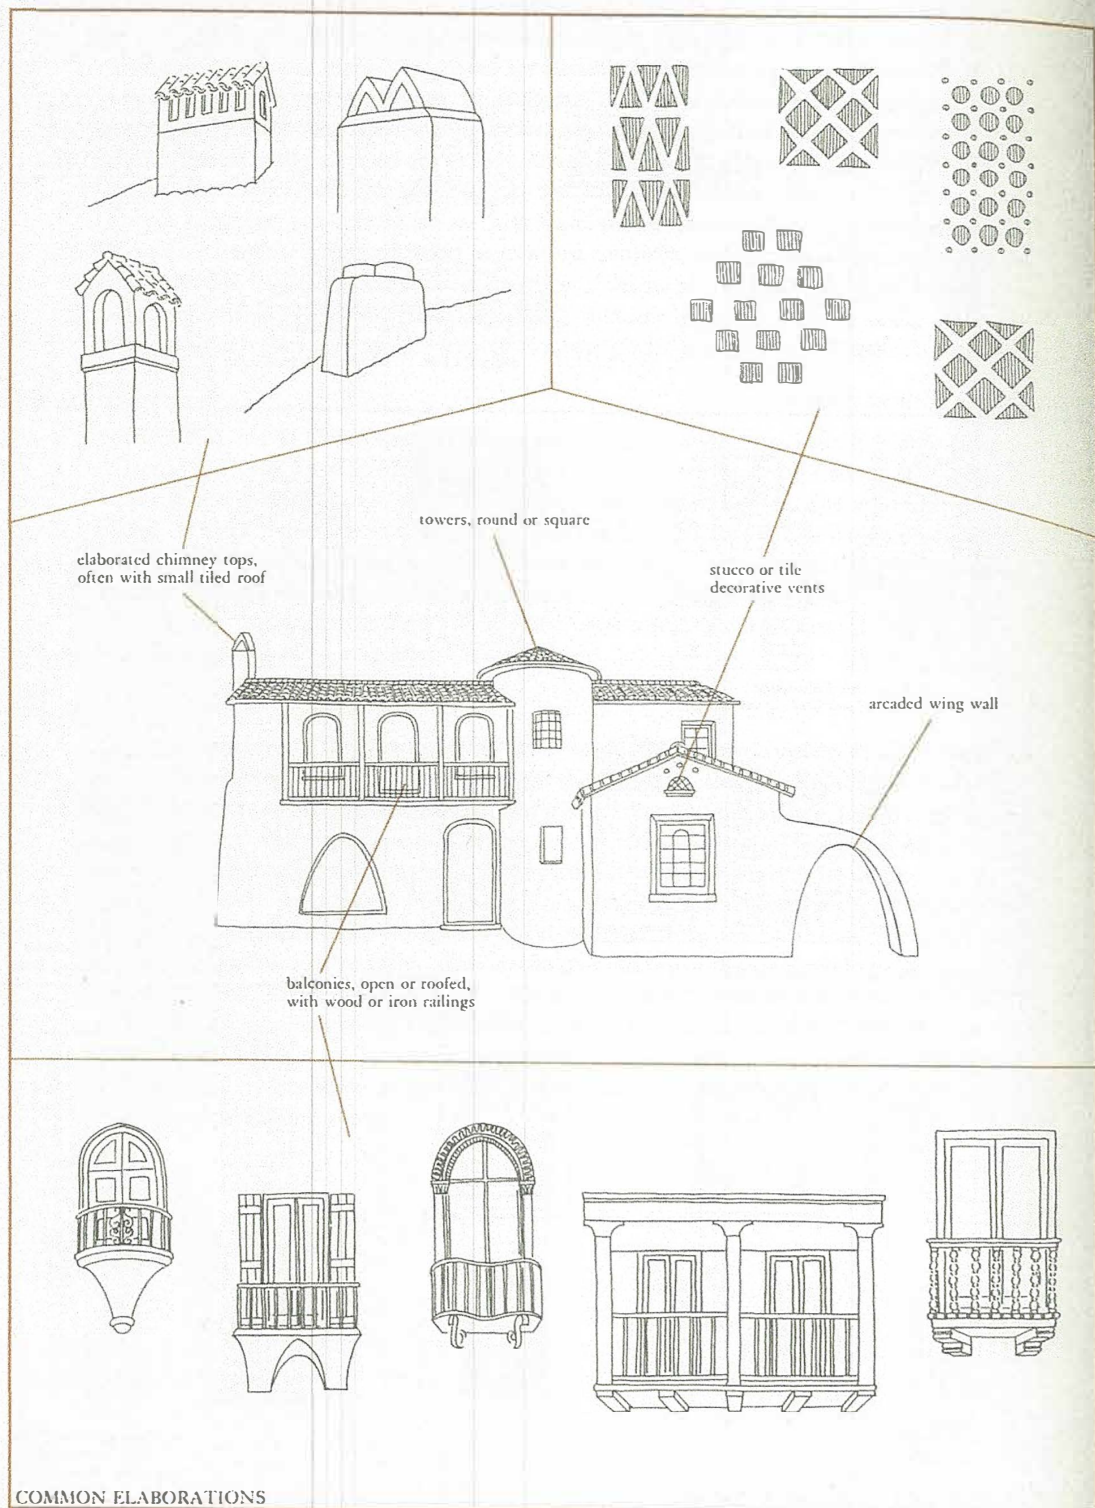 elaborated chimney tops,
often with small tiled roof
towers, round or square
stucco or tile
decorative vents
arcaded wing wall
balconies, open or roofed,
with wood or iron railings
COMMON ELABORATIONS